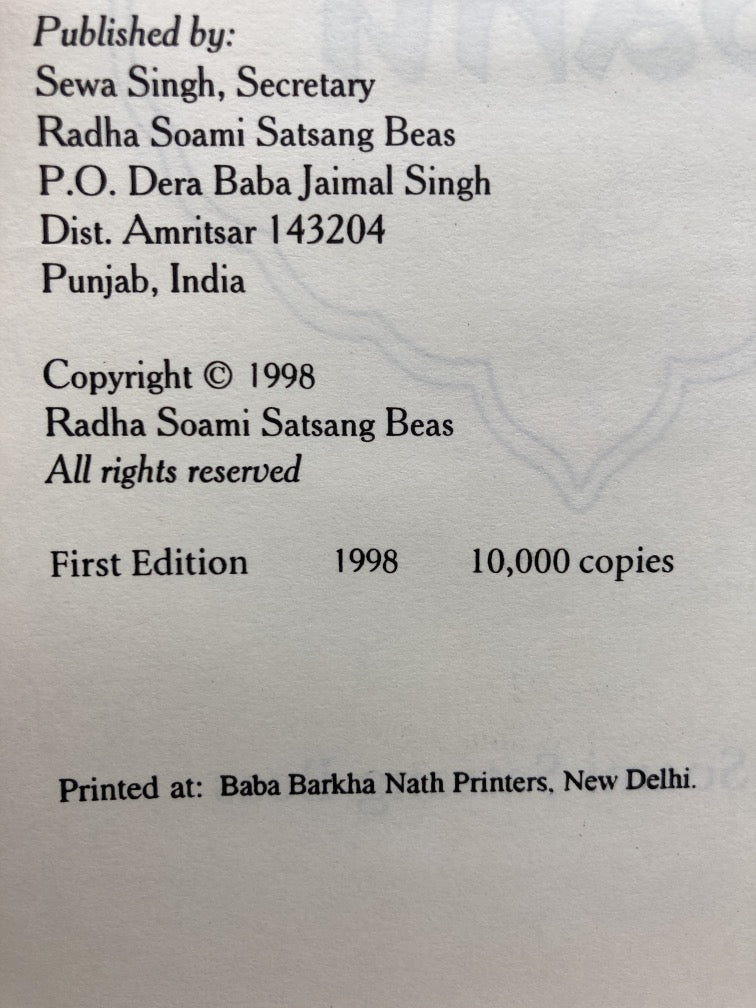 Published by:
Sewa Singh, Secretary
Radha Soami Satsang Beas
P.O. Dera Baba Jaimal Singh
Dist. Amritsar 143204
Punjab, India
Copyright © 1998
Radha Soami Satsang Beas
All rights reserved
First Edition 1998 10,000 copies
Printed at: Baba Barkha Nath Printers, New Delhi.